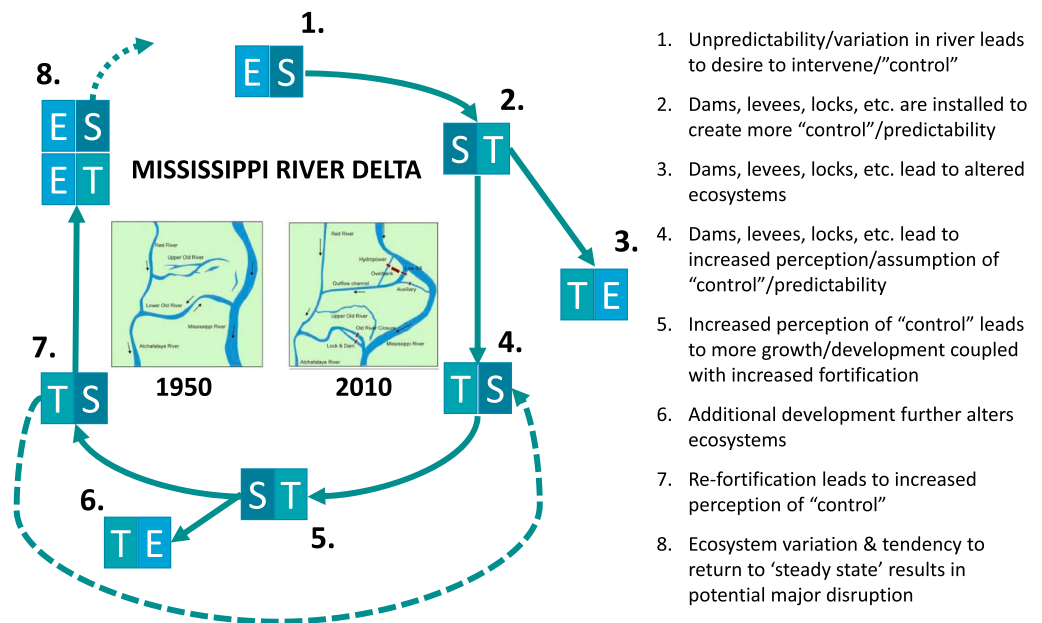 1.
E S
2.
S T
8.
E S
E T
MISSISSIPPI RIVER DELTA
3.
T E
Red River
Upper Old River
Lower Old River
Mississippi River
Atchafalaya River
1950
Red River
Hydropower
Overbank
Low Sill
Outflow channel
Auxiliary
Upper Old River
Old River Closure
Lock & Dam
Mississippi River
Atchafalaya River
2010
7.
T S
4.
T S
6.
T E
S T
5.
1. Unpredictability/variation in river leads
to desire to intervene/”control”
2. Dams, levees, locks, etc. are installed to
create more “control”/predictability
3. Dams, levees, locks, etc. lead to altered
ecosystems
4. Dams, levees, locks, etc. lead to
increased perception/assumption of
“control”/predictability
5. Increased perception of “control” leads
to more growth/development coupled
with increased fortification
6. Additional development further alters
ecosystems
7. Re-fortification leads to increased
perception of “control”
8. Ecosystem variation & tendency to
return to ‘steady state’ results in
potential major disruption